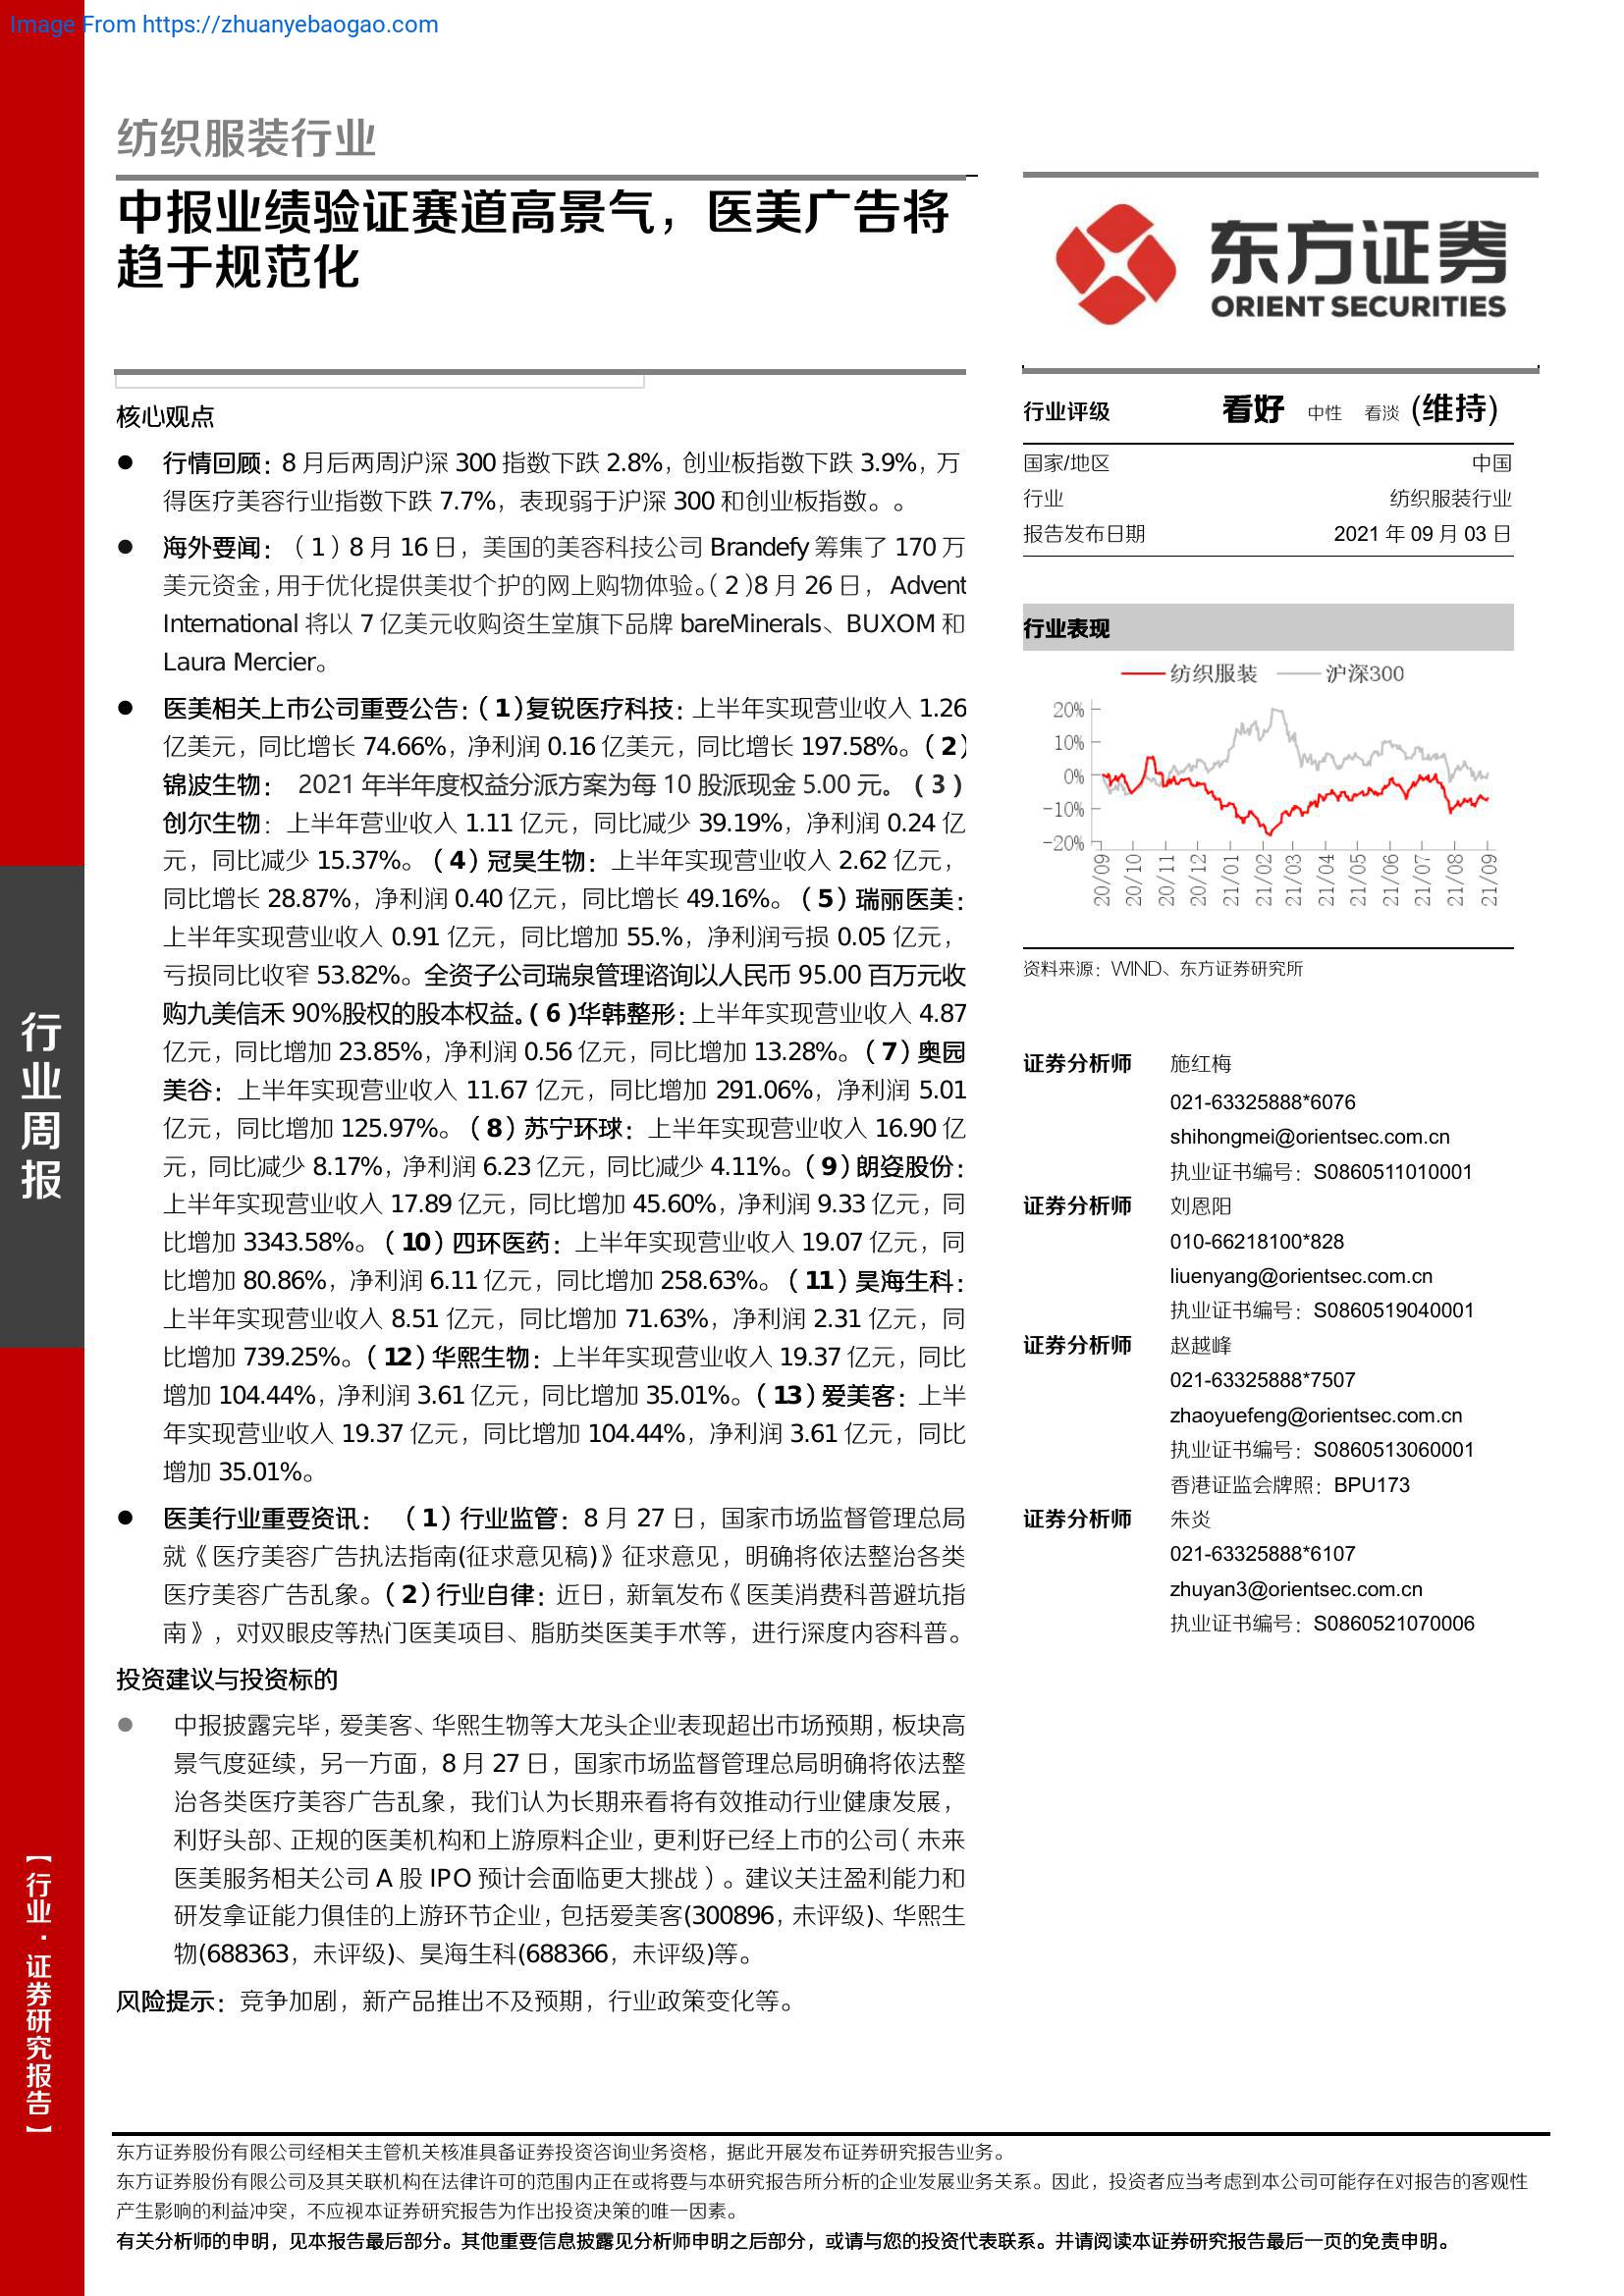 Image From https://zhuanyebaogao.com
纺织服装行业
中报业绩验证赛道高景气，医美广告将
趋于规范化
东方证券
ORIENT SECURITIES
核心观点
● 行情回顾：8 月后两周沪深 300 指数下跌 2.8%，创业板指数下跌 3.9%，万
得医疗美容行业指数下跌 7.7%，表现弱于沪深 300 和创业板指数。。
● 海外要闻：（1）8 月 16 日，美国的美容科技公司 Brandefy 筹集了 170 万
美元资金，用于优化提供美妆个护的网上购物体验。（2）8 月 26 日， Advent
International 将以 7 亿美元收购资生堂旗下品牌 bareMinerals、BUXOM 和
Laura Mercier。
● 医美相关上市公司重要公告：（1）复锐医疗科技：上半年实现营业收入 1.26
亿美元，同比增长 74.66%，净利润 0.16 亿美元，同比增长 197.58%。（2）
锦波生物： 2021 年半年度权益分派方案为每 10 股派现金 5.00 元。（3）
创尔生物：上半年营业收入 1.11 亿元，同比减少 39.19%，净利润 0.24 亿
元，同比减少 15.37%。（4）冠昊生物：上半年实现营业收入 2.62 亿元，
同比增长 28.87%，净利润 0.40 亿元，同比增长 49.16%。（5）瑞丽医美：
上半年实现营业收入 0.91 亿元，同比增加 55.%，净利润亏损 0.05 亿元，
亏损同比收窄 53.82%。全资子公司瑞泉管理谘询以人民币 95.00 百万元收
购九美信禾 90%股权的股本权益。（6）华韩整形：上半年实现营业收入 4.87
亿元，同比增加 23.85%，净利润 0.56 亿元，同比增加 13.28%。（7）奥园
美谷：上半年实现营业收入 11.67 亿元，同比增加 291.06%，净利润 5.01
亿元，同比增加 125.97%。（8）苏宁环球：上半年实现营业收入 16.90 亿
元，同比减少 8.17%，净利润 6.23 亿元，同比减少 4.11%。（9）朗姿股份：
上半年实现营业收入 17.89 亿元，同比增加 45.60%，净利润 9.33 亿元，同
比增加 3343.58%。（10）四环医药：上半年实现营业收入 19.07 亿元，同
比增加 80.86%，净利润 6.11 亿元，同比增加 258.63%。（11）昊海生科：
上半年实现营业收入 8.51 亿元，同比增加 71.63%，净利润 2.31 亿元，同
比增加 739.25%。（12）华熙生物：上半年实现营业收入 19.37 亿元，同比
增加 104.44%，净利润 3.61 亿元，同比增加 35.01%。（13）爱美客：上半
年实现营业收入 19.37 亿元，同比增加 104.44%，净利润 3.61 亿元，同比
增加 35.01%。
● 医美行业重要资讯： （1）行业监管：8 月 27 日，国家市场监督管理总局
就《医疗美容广告执法指南(征求意见稿)》征求意见，明确将依法整治各类
医疗美容广告乱象。（2）行业自律：近日，新氧发布《医美消费科普避坑指
南》，对双眼皮等热门医美项目、脂肪类医美手术等，进行深度内容科普。
投资建议与投资标的
● 中报披露完毕，爱美客、华熙生物等大龙头企业表现超出市场预期，板块高
景气度延续，另一方面，8 月 27 日，国家市场监督管理总局明确将依法整
治各类医疗美容广告乱象，我们认为长期来看将有效推动行业健康发展，
利好头部、正规的医美机构和上游原料企业，更利好已经上市的公司（未来
医美服务相关公司 A 股 IPO 预计会面临更大挑战）。建议关注盈利能力和
研发拿证能力俱佳的上游环节企业，包括爱美客(300896，未评级)、华熙生
物(688363，未评级)、昊海生科(688366，未评级)等。
风险提示：竞争加剧，新产品推出不及预期，行业政策变化等。
行业评级 看好 中性 看淡 (维持)
国家/地区 中国
行业 纺织服装行业
报告发布日期 2021 年 09 月 03 日
行业表现
纺织服装 沪深300
20%
10%
0%
-10%
-20%
20/09 20/10 20/11 20/12 21/01 21/02 21/03 21/04 21/05 21/06 21/07 21/08 21/09
资料来源：WIND、东方证券研究所
证券分析师 施红梅
021-63325888*6076
shihongmei@orientsec.com.cn
执业证书编号：S0860511010001
证券分析师 刘恩阳
010-66218100*828
liuenyang@orientsec.com.cn
执业证书编号：S0860519040001
证券分析师 赵越峰
021-63325888*7507
zhaoyuefeng@orientsec.com.cn
执业证书编号：S0860513060001
香港证监会牌照：BPU173
证券分析师 朱炎
021-63325888*6107
zhuyan3@orientsec.com.cn
执业证书编号：S0860521070006
行业周报
【行业·证券研究报告】
东方证券股份有限公司经相关主管机关核准具备证券投资咨询业务资格，据此开展发布证券研究报告业务。
东方证券股份有限公司及其关联机构在法律许可的范围内正在或将要与本研究报告所分析的企业发展业务关系。因此，投资者应当考虑到本公司可能存在对报告的客观性
产生影响的利益冲突，不应视本证券研究报告为作出投资决策的唯一因素。
有关分析师的申明，见本报告最后部分。其他重要信息披露见分析师申明之后部分，或请与您的投资代表联系。并请阅读本证券研究报告最后一页的免责申明。